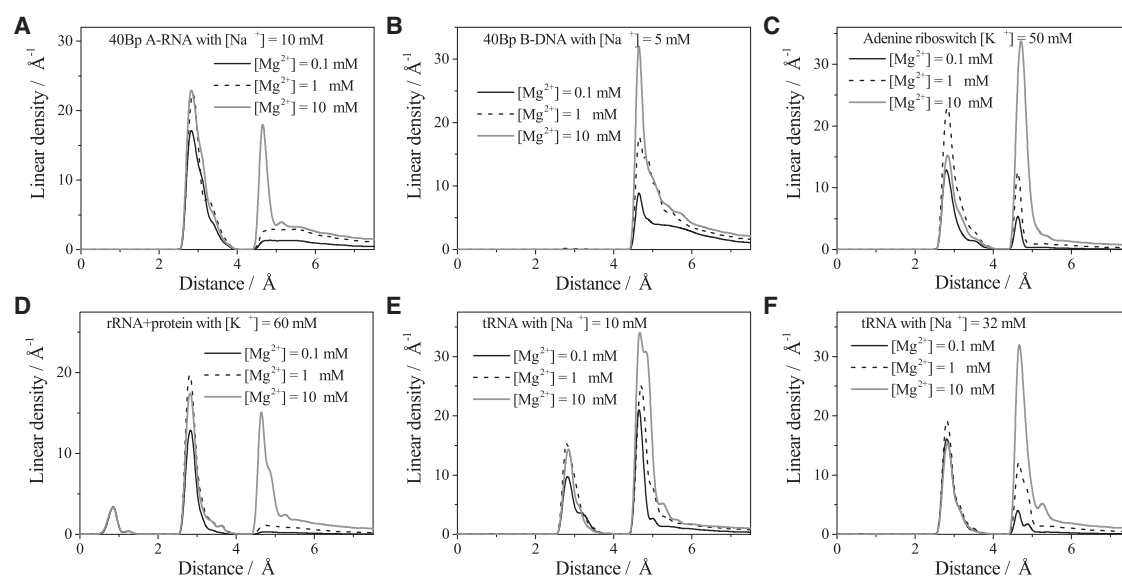 A
40Bp A-RNA with [Na⁺] = 10 mM
[Mg²⁺] = 0.1 mM
[Mg²⁺] = 1 mM
[Mg²⁺] = 10 mM
Linear density / Å⁻¹
30
20
10
0
0 2 4 6
Distance / Å
B
40Bp B-DNA with [Na⁺] = 5 mM
[Mg²⁺] = 0.1 mM
[Mg²⁺] = 1 mM
[Mg²⁺] = 10 mM
Linear density / Å⁻¹
30
20
10
0
0 2 4 6
Distance / Å
C
Adenine riboswitch [K⁺] = 50 mM
[Mg²⁺] = 0.1 mM
[Mg²⁺] = 1 mM
[Mg²⁺] = 10 mM
Linear density / Å⁻¹
30
20
10
0
0 2 4 6
Distance / Å
D
rRNA+protein with [K⁺] = 60 mM
[Mg²⁺] = 0.1 mM
[Mg²⁺] = 1 mM
[Mg²⁺] = 10 mM
Linear density / Å⁻¹
20
10
0
0 2 4 6
Distance / Å
E
tRNA with [Na⁺] = 10 mM
[Mg²⁺] = 0.1 mM
[Mg²⁺] = 1 mM
[Mg²⁺] = 10 mM
Linear density / Å⁻¹
30
20
10
0
0 2 4 6
Distance / Å
F
tRNA with [Na⁺] = 32 mM
[Mg²⁺] = 0.1 mM
[Mg²⁺] = 1 mM
[Mg²⁺] = 10 mM
Linear density / Å⁻¹
30
20
10
0
0 2 4 6
Distance / Å